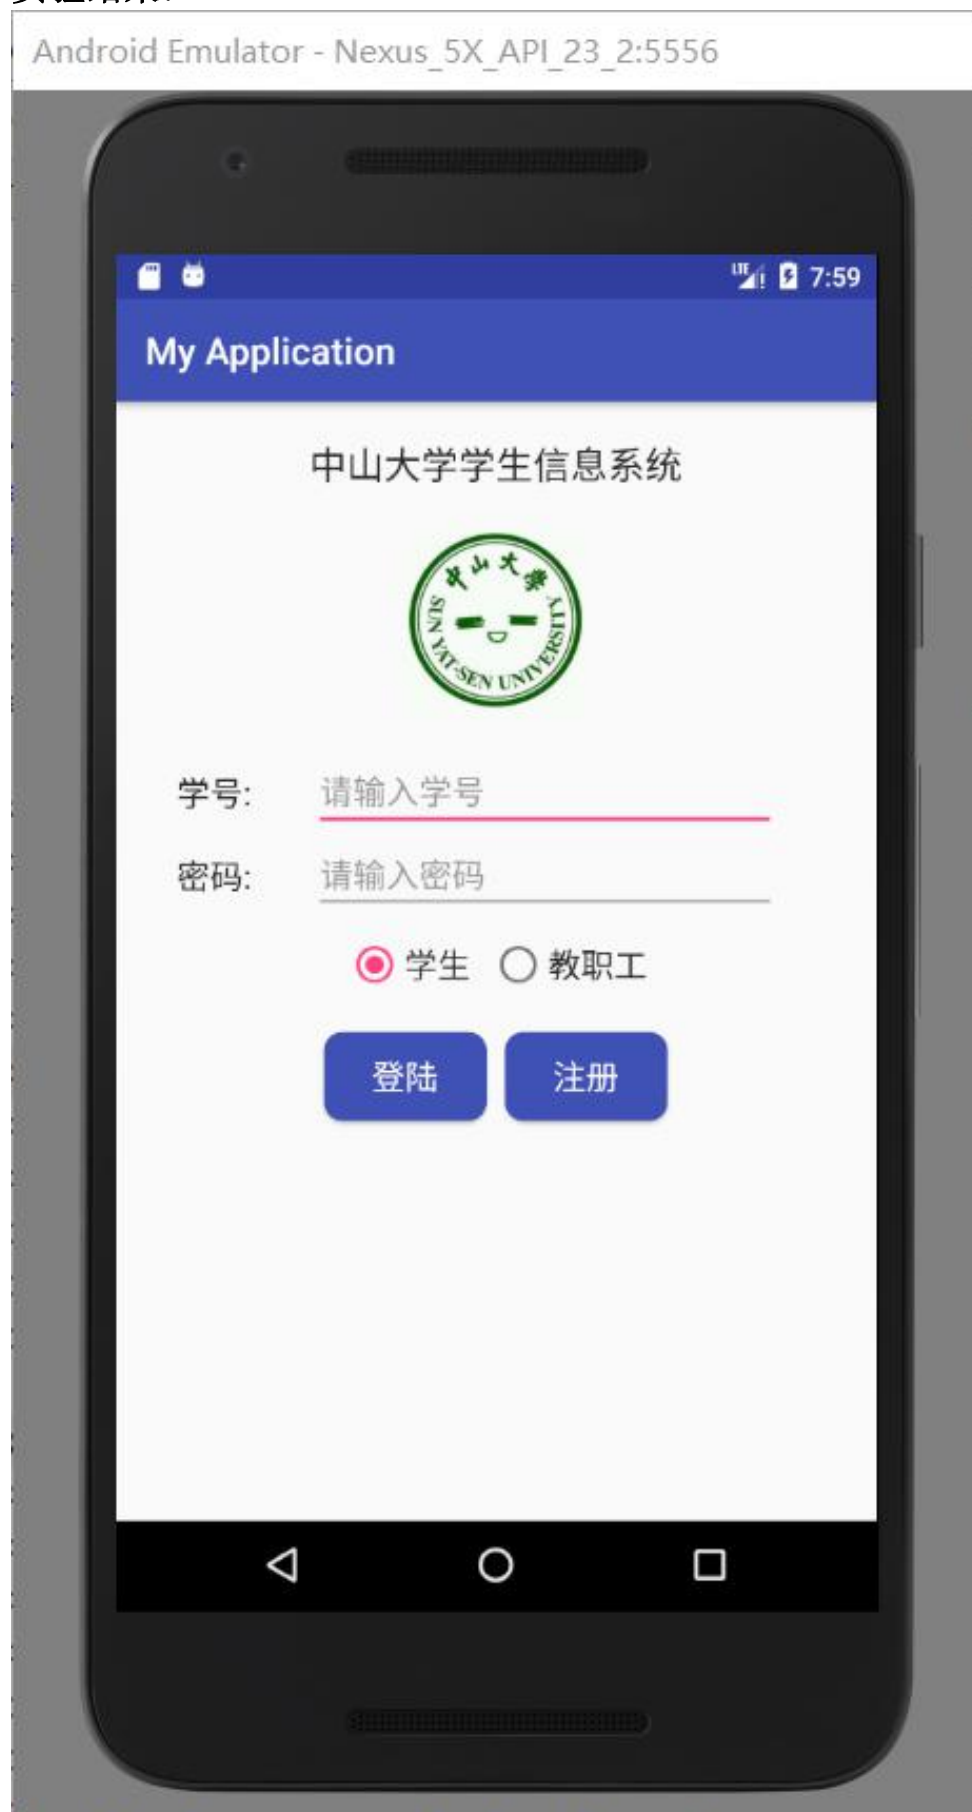 Android Emulator - Nexus_5X_API_23_2:5556
LTE 7:59
My Application
中山大学学生信息系统
中山大學
SUN YAT-SEN UNIVERSITY
学号: 请输入学号
密码: 请输入密码
学生 教职工
登陆 注册